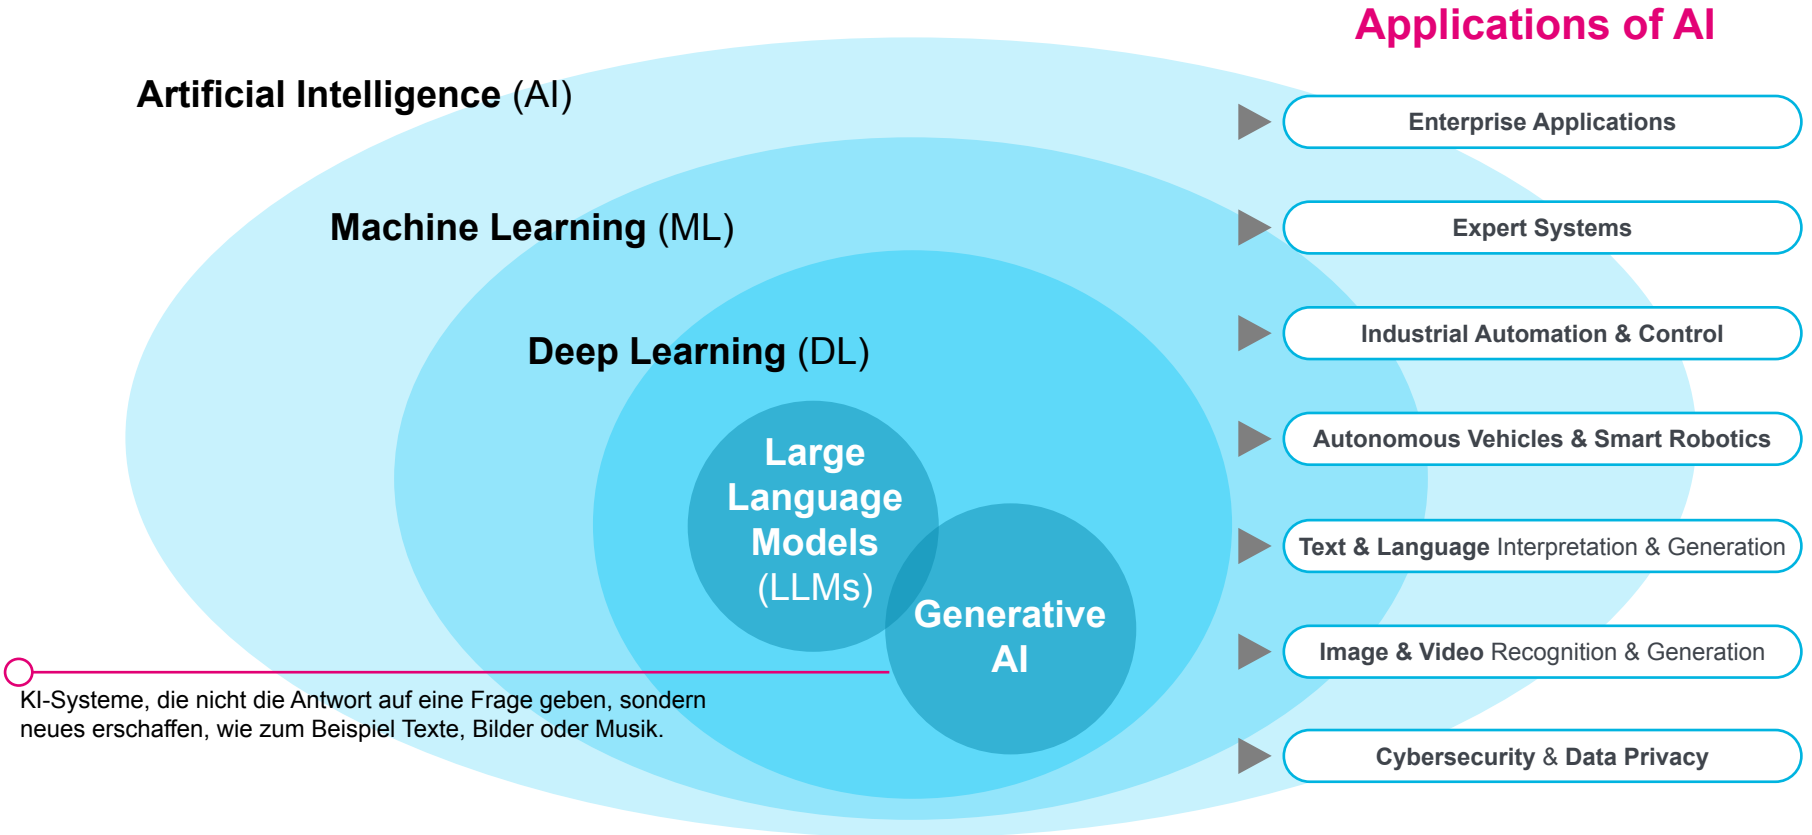 Applications of AI
Artificial Intelligence (AI)
Machine Learning (ML)
Deep Learning (DL)
Large
Language
Models
(LLMs)
Generative
AI
KI-Systeme, die nicht die Antwort auf eine Frage geben, sondern
neues erschaffen, wie zum Beispiel Texte, Bilder oder Musik.
Enterprise Applications
Expert Systems
Industrial Automation & Control
Autonomous Vehicles & Smart Robotics
Text & Language Interpretation & Generation
Image & Video Recognition & Generation
Cybersecurity & Data Privacy